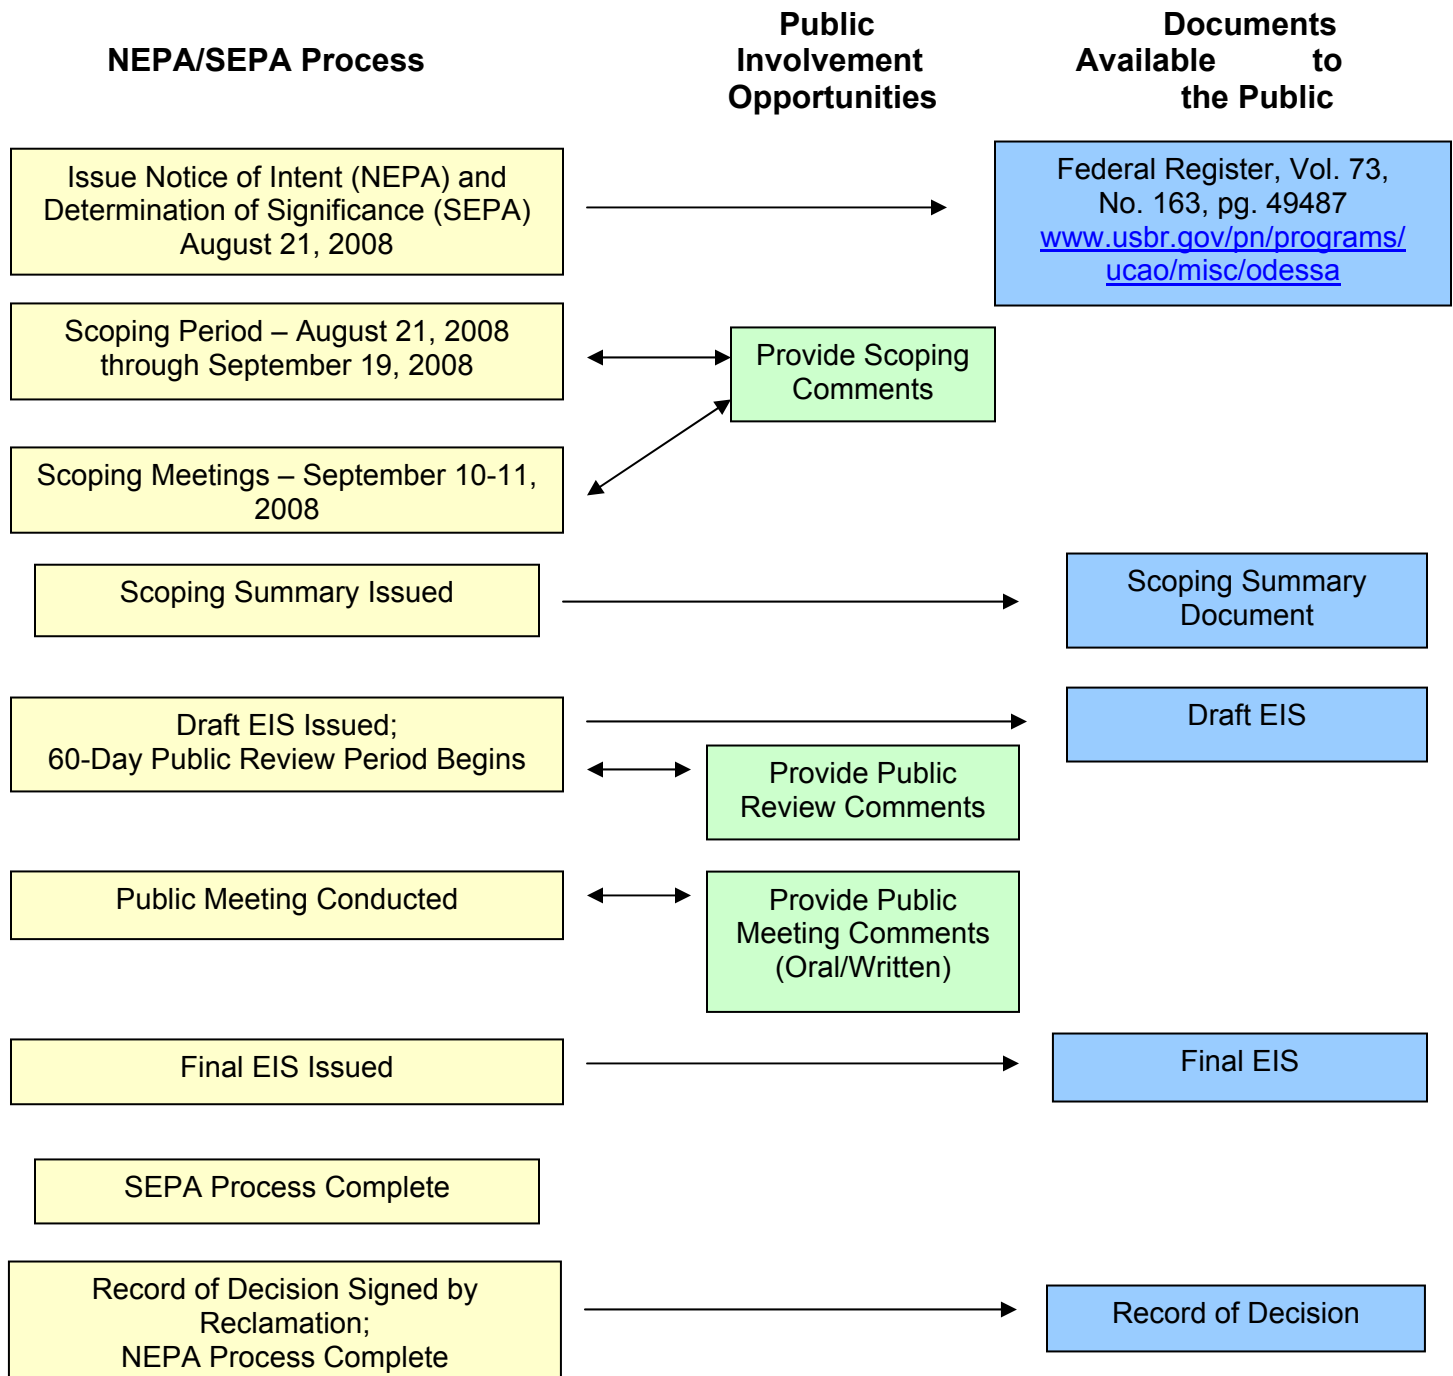 NEPA/SEPA Process
Public
Involvement
Opportunities
Documents
Available to
the Public
Issue Notice of Intent (NEPA) and
Determination of Significance (SEPA)
August 21, 2008
Federal Register, Vol. 73,
No. 163, pg. 49487
www.usbr.gov/pn/programs/
ucao/misc/odessa
Scoping Period – August 21, 2008
through September 19, 2008
Provide Scoping
Comments
Scoping Meetings – September 10-11,
2008
Scoping Summary Issued
Scoping Summary
Document
Draft EIS Issued;
60-Day Public Review Period Begins
Draft EIS
Provide Public
Review Comments
Public Meeting Conducted
Provide Public
Meeting Comments
(Oral/Written)
Final EIS Issued
Final EIS
SEPA Process Complete
Record of Decision Signed by
Reclamation;
NEPA Process Complete
Record of Decision